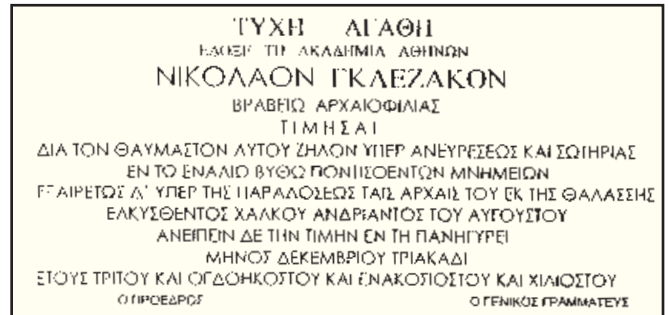 ΤΥΧΗ ΑΓΑΘΗ
ΕΔΟΞΕ ΤΗ ΑΚΑΔΗΜΙΑ ΑΘΗΝΩΝ
ΝΙΚΟΛΑΟΝ ΓΚΛΕΖΑΚΟΝ
ΒΡΑΒΕΙΩ ΑΡΧΑΙΟΦΙΛΙΑΣ
ΤΙΜΗΣΑΙ
ΔΙΑ ΤΟΝ ΘΑΥΜΑΣΤΟΝ ΑΥΤΟΥ ΖΗΛΟΝ ΥΠΕΡ ΑΝΕΥΡΕΣΕΩΣ ΚΑΙ ΣΩΤΗΡΙΑΣ
ΕΝ ΤΟ ΕΝΑΛΙΩ ΒΥΘΩ ΠΟΝΤΙΣΘΕΝΤΩΝ ΜΝΗΜΕΙΩΝ
ΕΞΑΙΡΕΤΩΣ Δ' ΥΠΕΡ ΤΗΣ ΠΑΡΑΔΟΣΕΩΣ ΤΑΙΣ ΑΡΧΑΙΣ ΤΟΥ ΕΚ ΤΗΣ ΘΑΛΑΣΣΗΣ
ΕΛΚΥΣΘΕΝΤΟΣ ΧΑΛΚΟΥ ΑΝΔΡΙΑΝΤΟΣ ΤΟΥ ΑΥΓΟΥΣΤΟΥ
ΑΝΕΙΠΕΙΝ ΔΕ ΤΗΝ ΤΙΜΗΝ ΕΝ ΤΗ ΠΑΝΗΓΥΡΕΙ
ΜΗΝΟΣ ΔΕΚΕΜΒΡΙΟΥ ΤΡΙΑΚΑΔΙ
ΕΤΟΥΣ ΤΡΙΤΟΥ ΚΑΙ ΟΓΔΟΗΚΟΣΤΟΥ ΚΑΙ ΕΝΑΚΟΣΙΟΣΤΟΥ ΚΑΙ ΧΙΛΙΟΣΤΟΥ
Ο ΠΡΟΕΔΡΟΣ Ο ΓΕΝΙΚΟΣ ΓΡΑΜΜΑΤΕΥΣ